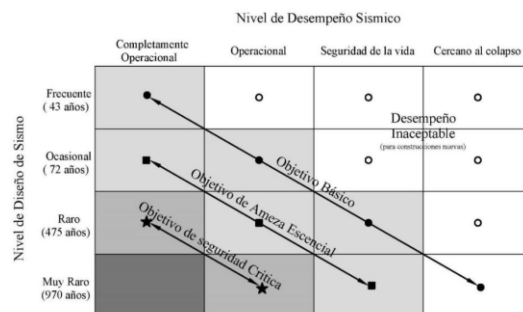 Nivel de Desempeño Sismico
Completamente
Operacional
Operacional
Seguridad de la vida
Cercano al colapso
Nivel de Diseño de Sismo
Frecuente
( 43 años)
Desempeño
Inaceptable
(para construcciones nuevas)
Ocasional
( 72 años)
Objetivo Básico
Objetivo de Ameza Escencial
Raro
(475 años)
Objetivo de seguridad Crítica
Muy Raro
(970 años)